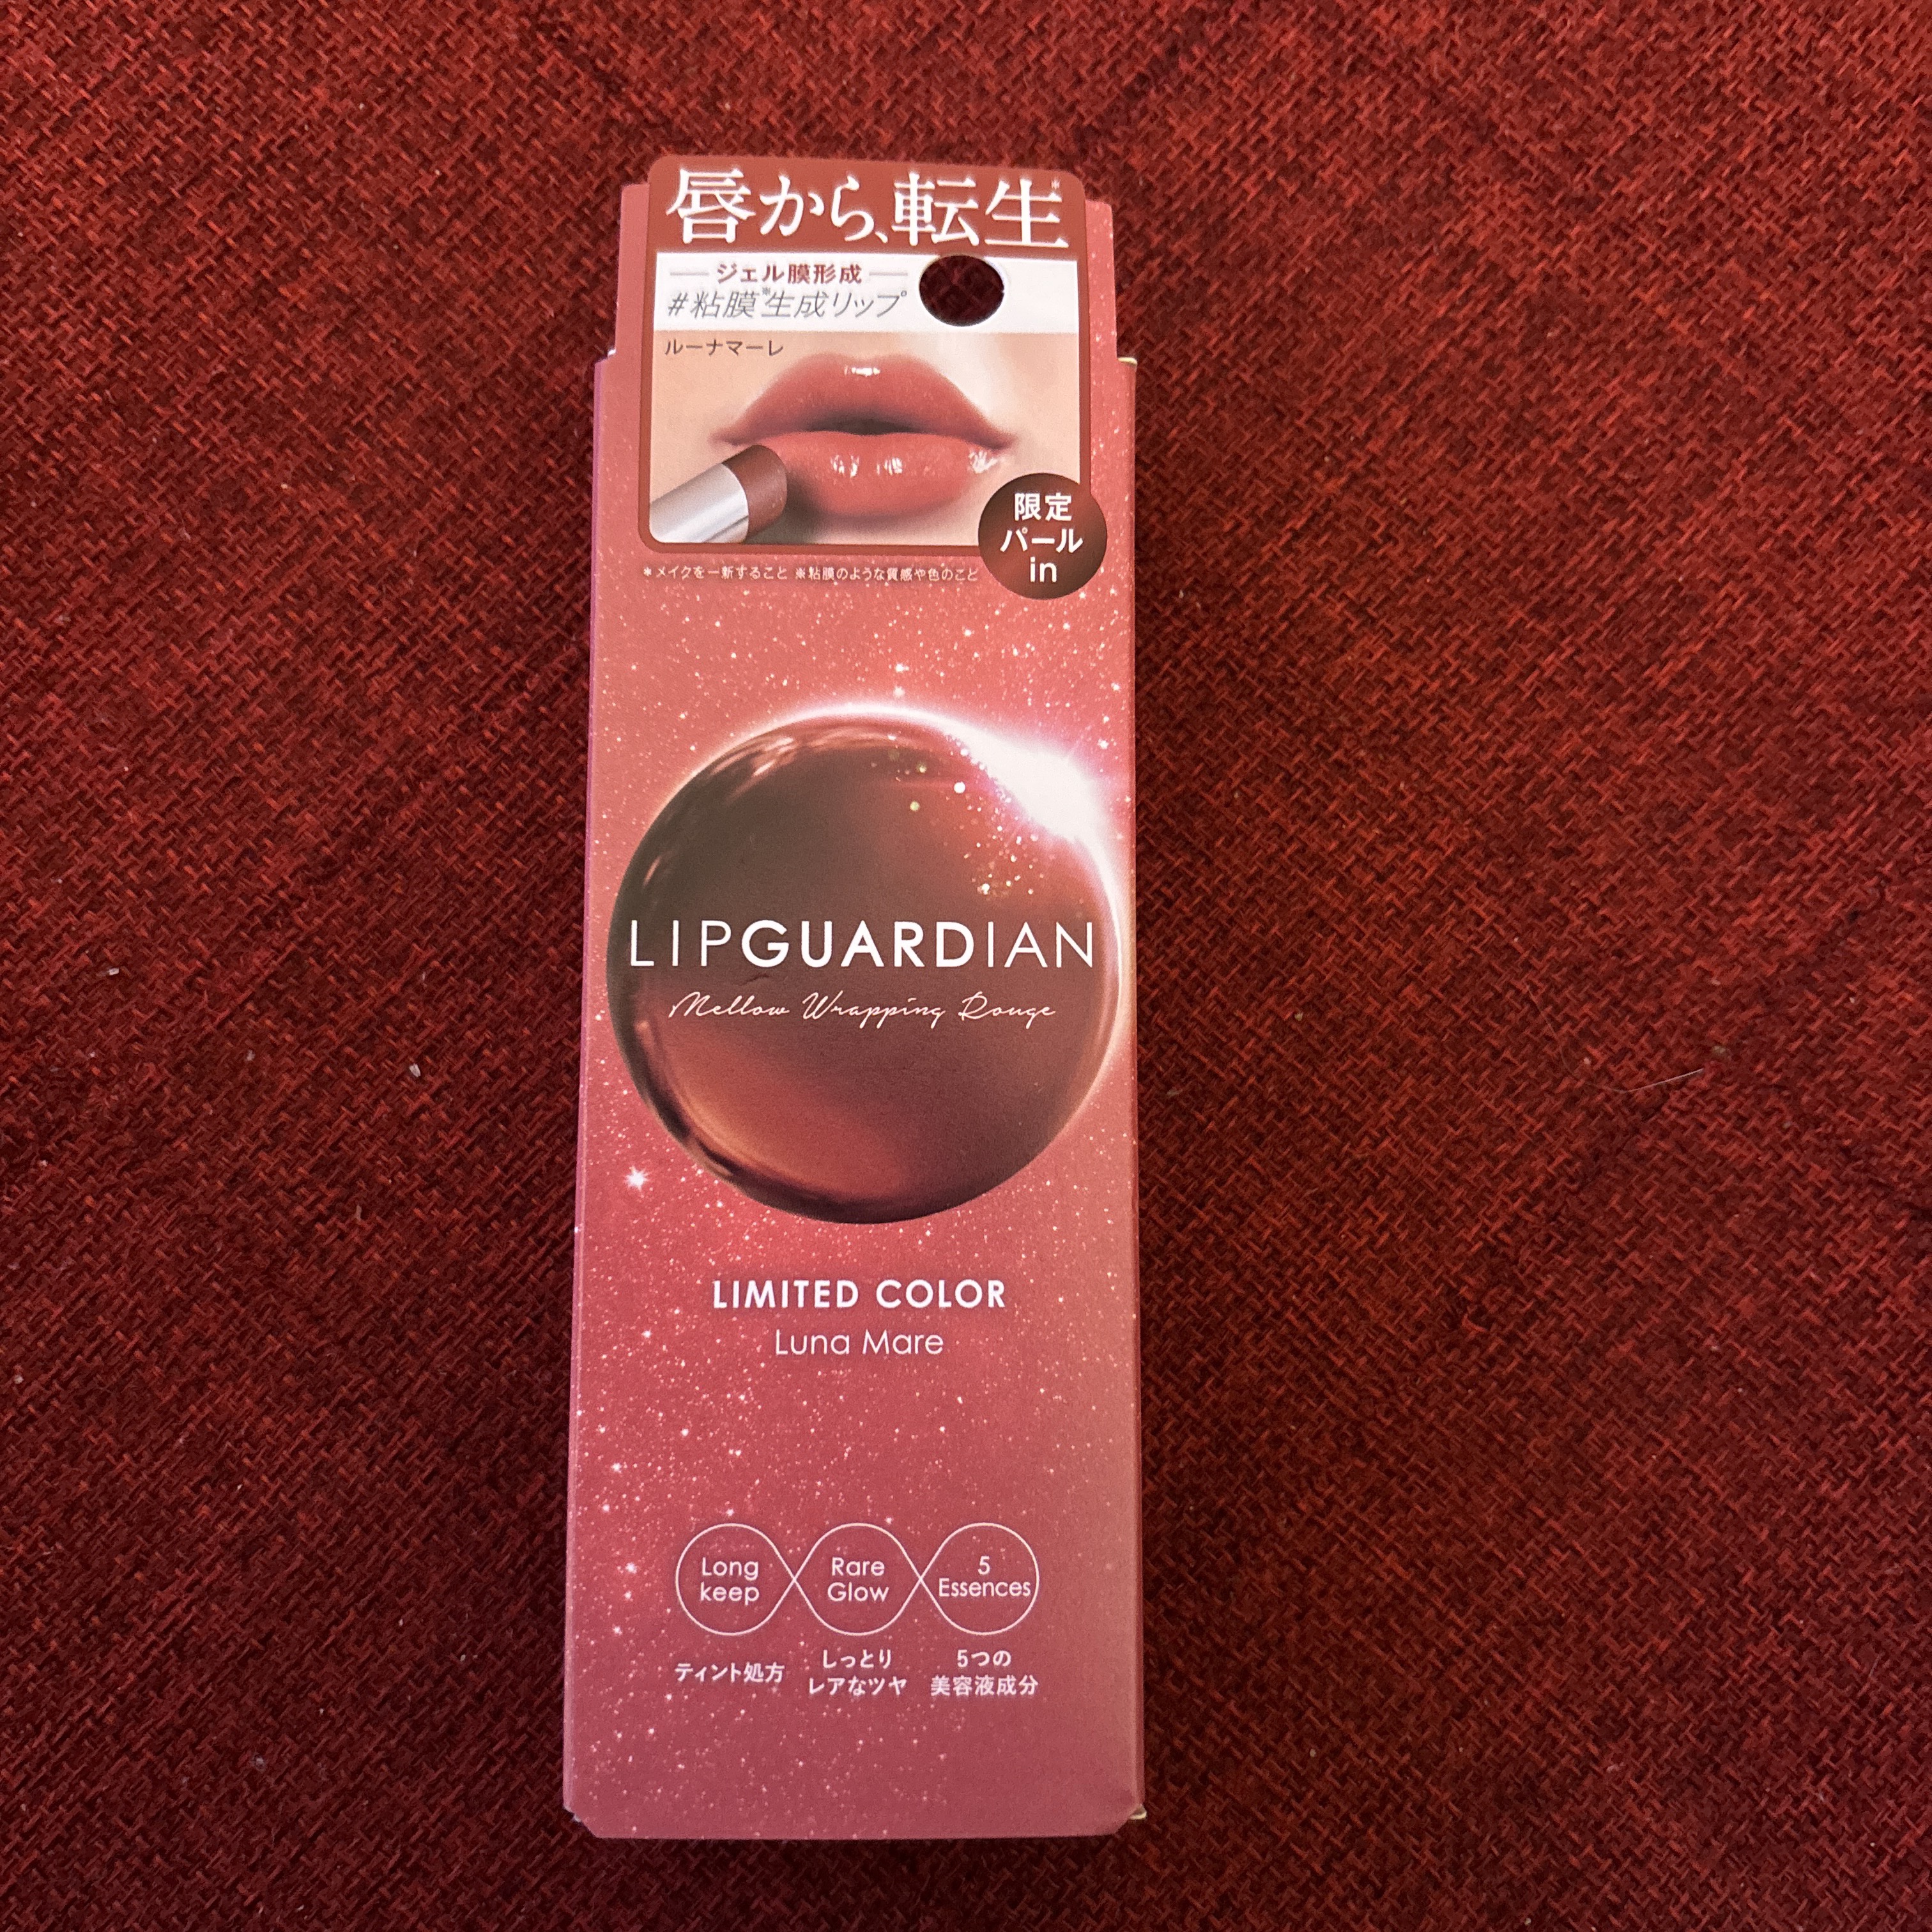 唇から、転生*
ジェル膜形成
#粘膜※生成リップ
ルーナマーレ
限定
パール
in
*メイクを一新すること ※粘膜のような質感や色のこと
LIPGUARDIAN
Mellow Wrapping Rouge
LIMITED COLOR
Luna Mare
Long
keep
Rare
Glow
5
Essences
ティント処方
しっとり
レアなツヤ
5つの
美容液成分